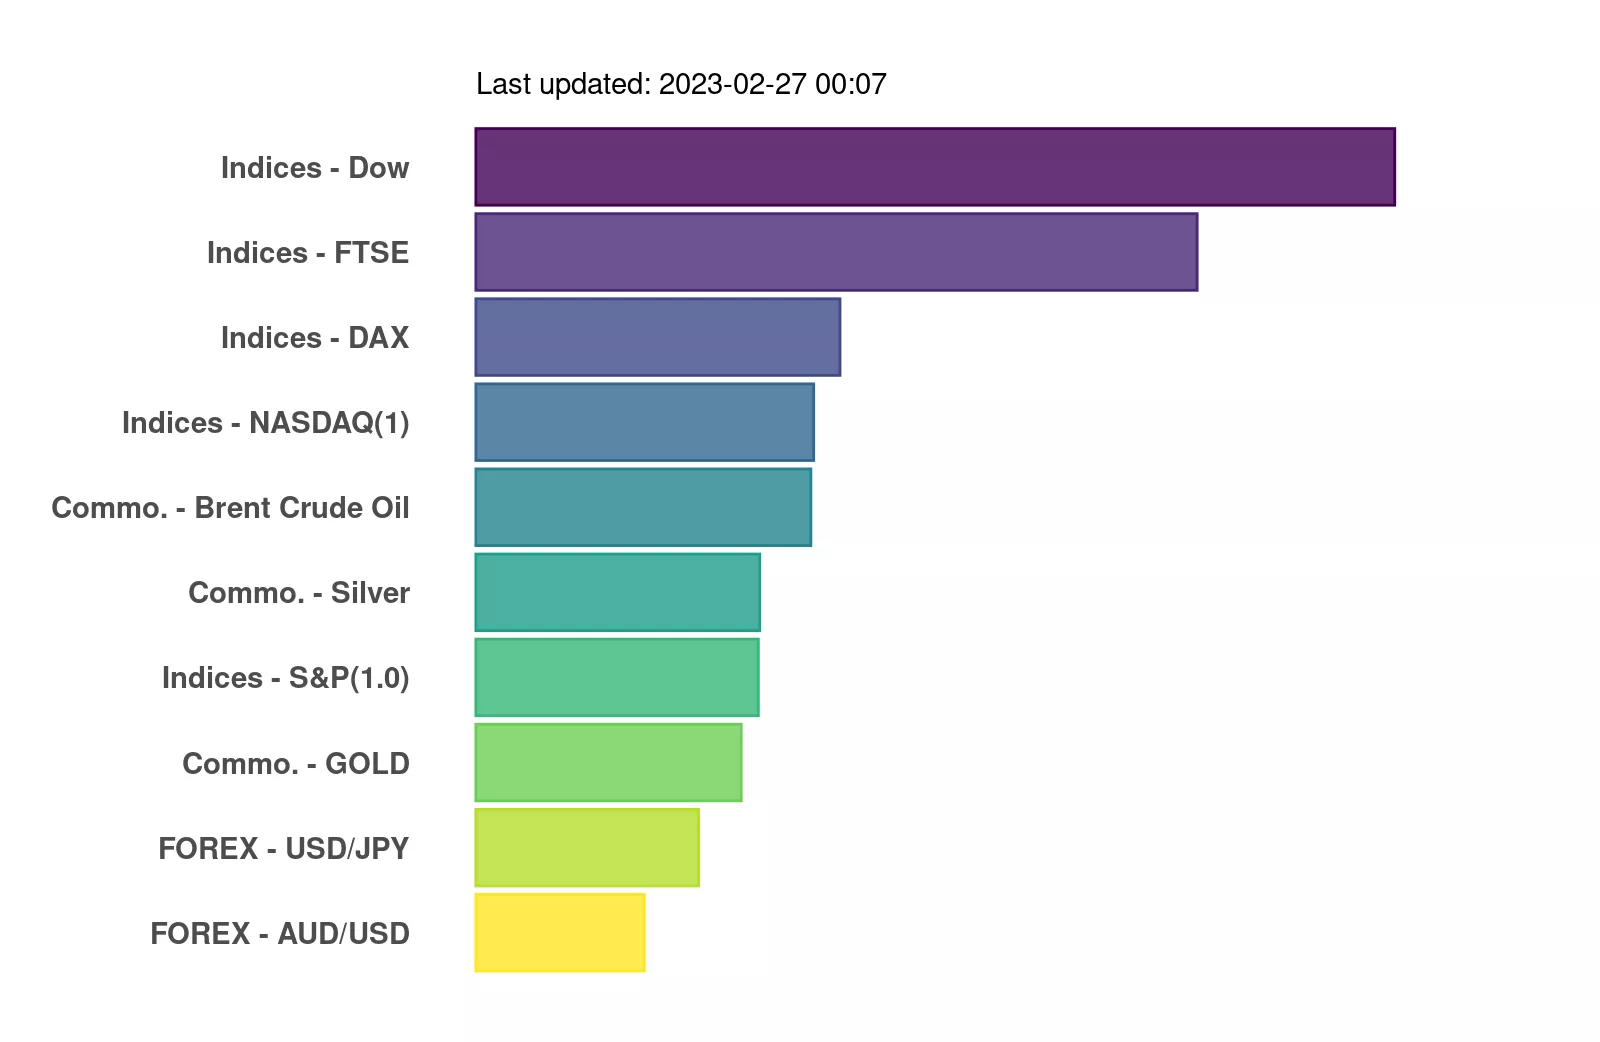 Last updated: 2023-02-27 00:07
Indices - Dow
Indices - FTSE
Indices - DAX
Indices - NASDAQ(1)
Commo. - Brent Crude Oil
Commo. - Silver
Indices - S&P(1.0)
Commo. - GOLD
FOREX - USD/JPY
FOREX - AUD/USD